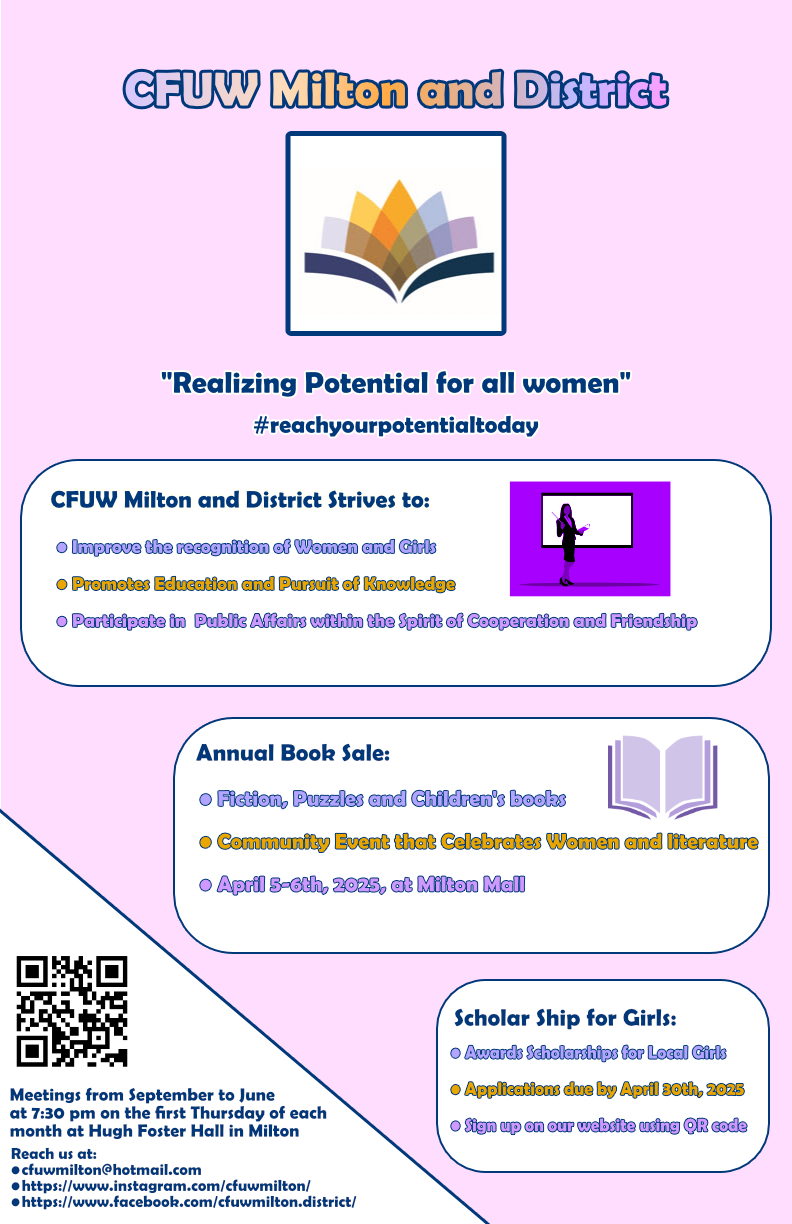 CFUW Milton and District
"Realizing Potential for all women"
#reachyourpotentialtoday
CFUW Milton and District Strives to:
● Improve the recognition of Women and Girls
● Promotes Education and Pursuit of Knowledge
● Participate in  Public Affairs within the Spirit of Cooperation and Friendship
Annual Book Sale:
● Fiction, Puzzles and Children's books
● Community Event that Celebrates Women and literature
● April 5-6th, 2025, at Milton Mall
Scholar Ship for Girls:
● Awards Scholarships for Local Girls
● Applications due by April 30th, 2025
● Sign up on our website using QR code
Meetings from September to June
at 7:30 pm on the first Thursday of each
month at Hugh Foster Hall in Milton
Reach us at:
●cfuwmilton@hotmail.com
●https://www.instagram.com/cfuwmilton/
●https://www.facebook.com/cfuwmilton.district/